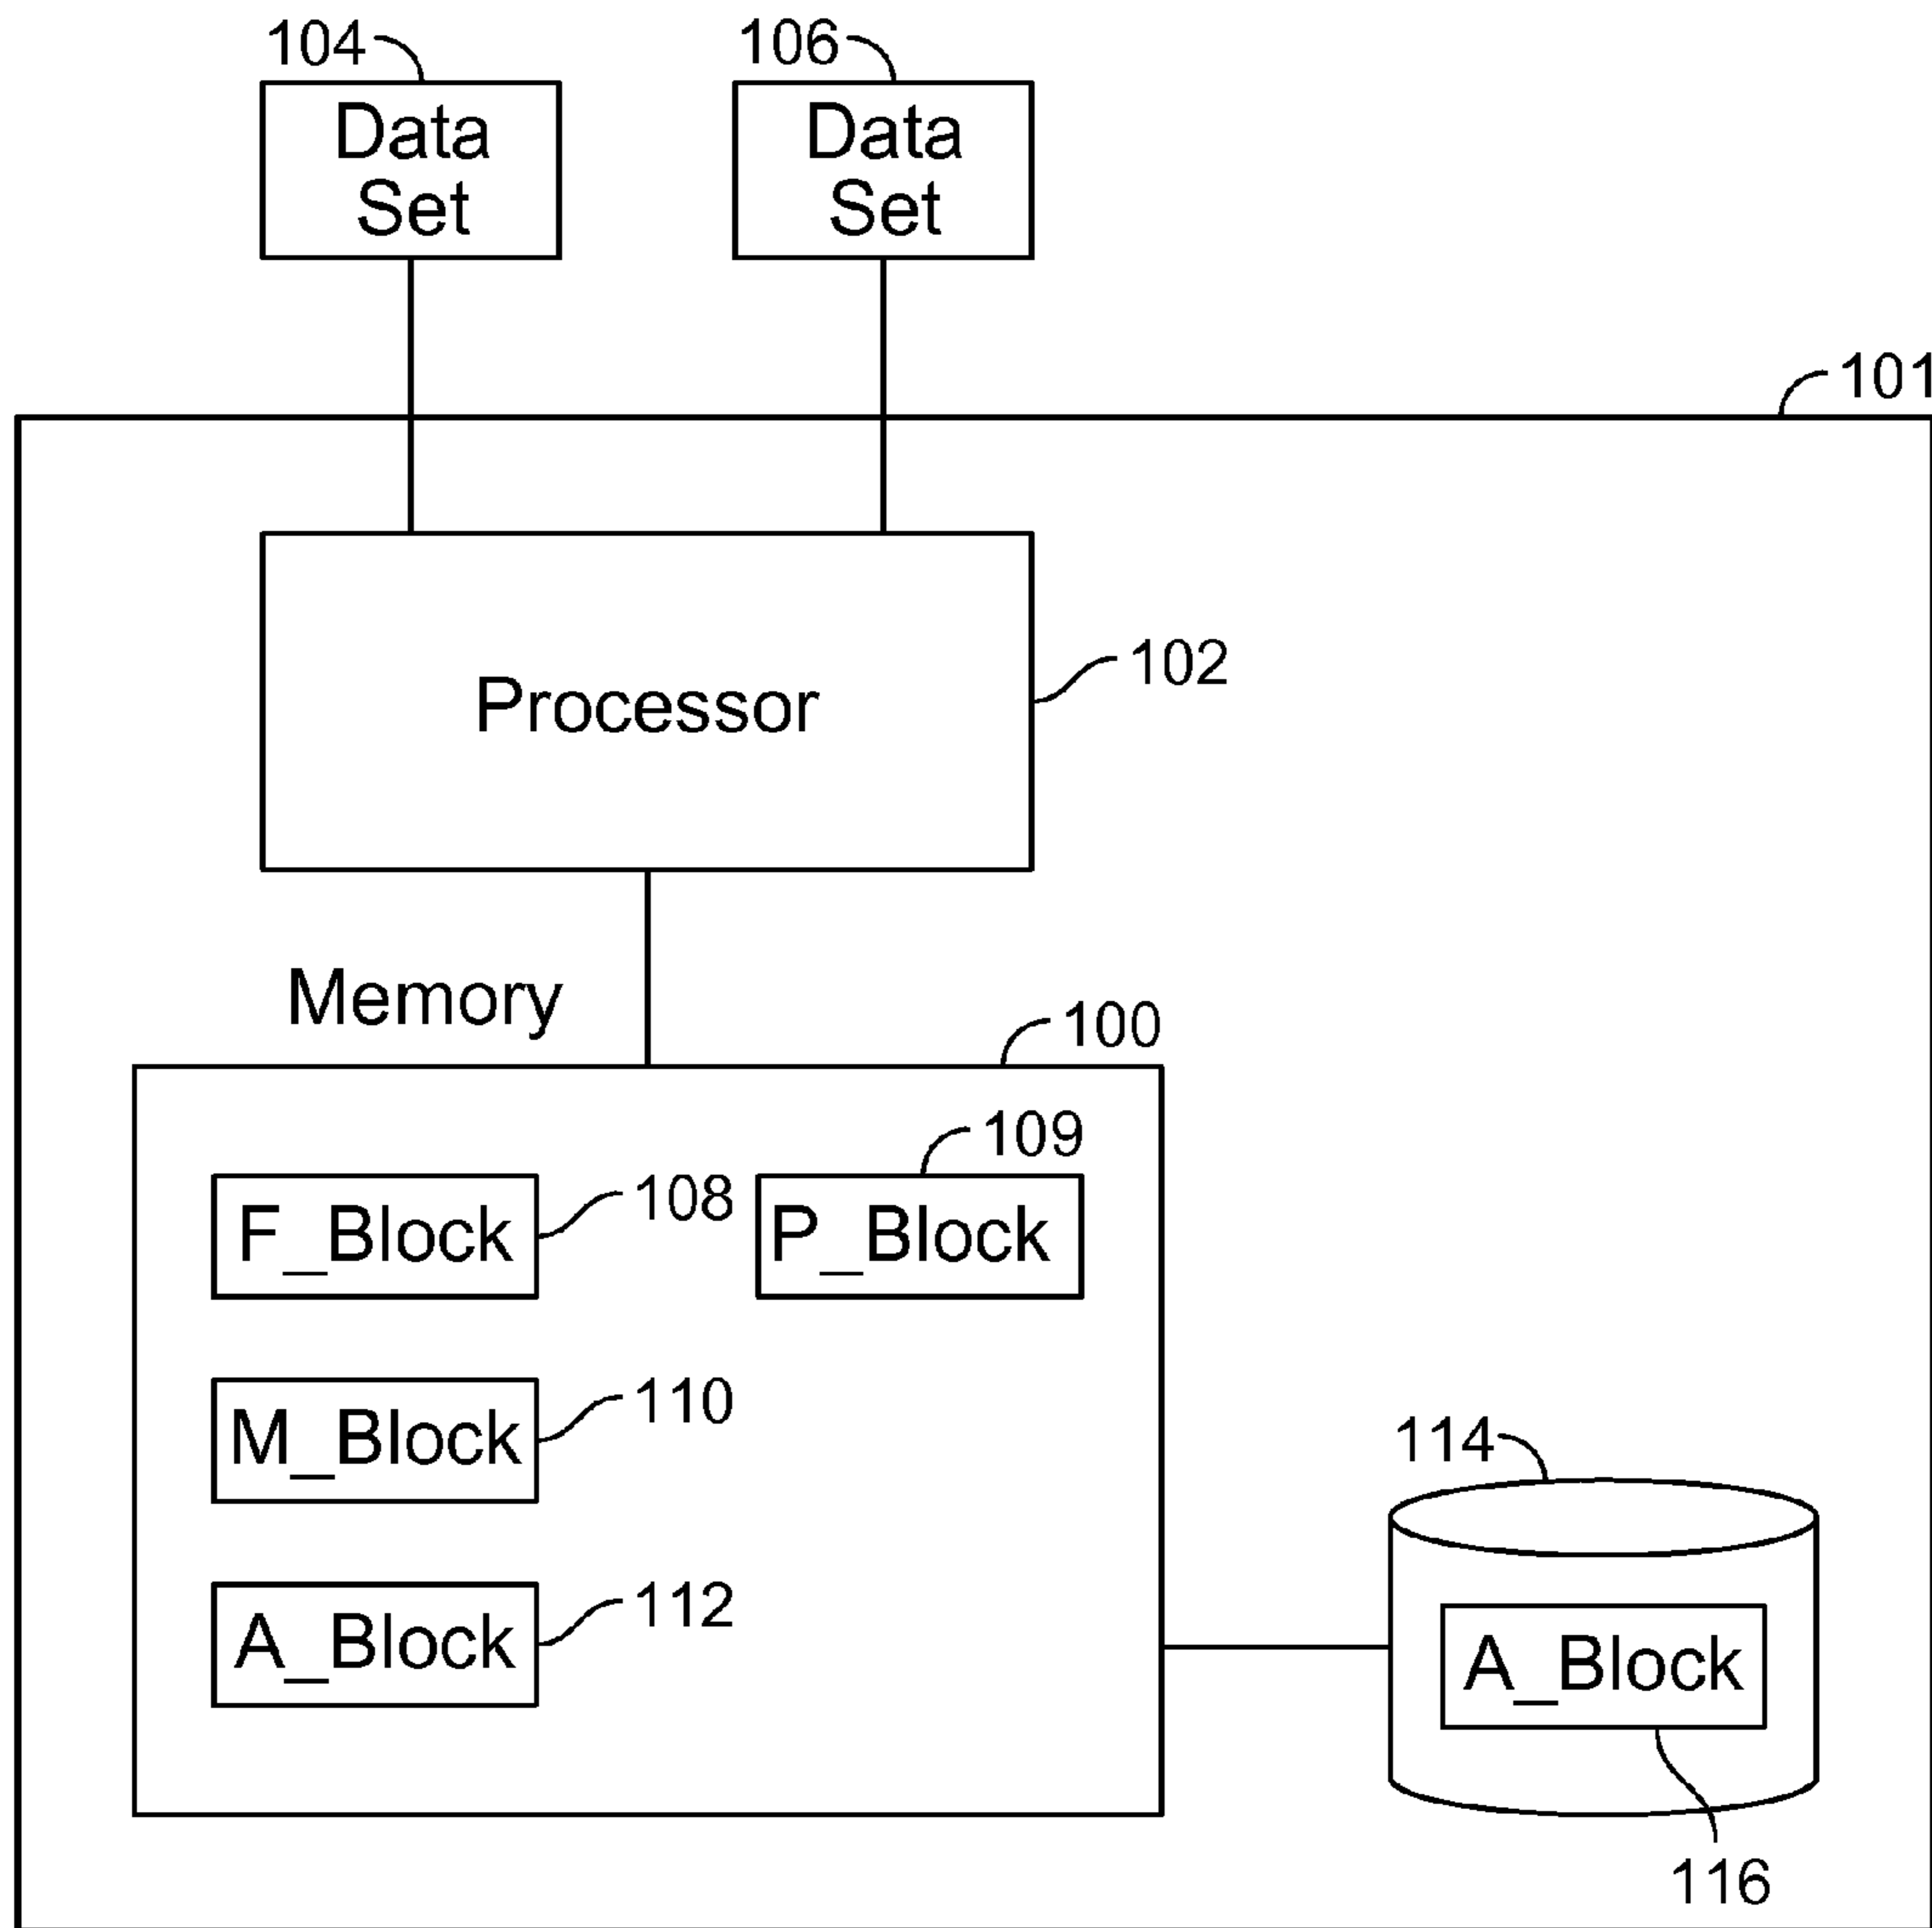 104
106
Data
Set
Data
Set
101
Processor
102
Memory
100
109
F_Block
108
P_Block
M_Block
110
A_Block
112
114
A_Block
116